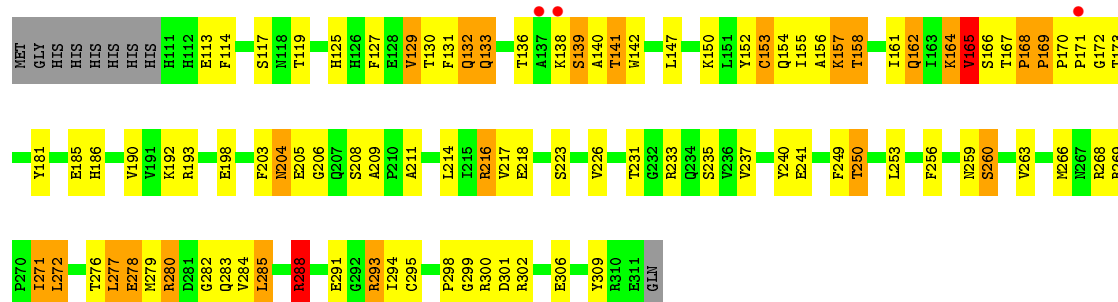 MET GLY HIS HIS HIS HIS HIS HIS H111 H112 E113 F114 S117 N118 T119 H125 H126 F127 E128 V129 T130 F131 Q132 Q133 T136 A137 K138 S139 A140 T141 W142 L147 K150 L151 Y152 C153 Q154 I155 A156 K157 T158 I161 Q162 I163 K164 V165 S166 T167 P168 P169 P170 P171 G172 T173
Y181 E185 H186 V190 V191 K192 R193 E198 F203 N204 E205 G206 Q207 S208 A209 P210 A211 L214 I215 R216 V217 E218 S223 V226 T231 G232 R233 Q234 S235 V236 V237 Y240 E241 F249 T250 L253 F256 N259 S260 V263 M266 N267 R268 R269
P270 I271 L272 T276 L277 E278 M279 R280 D281 G282 Q283 V284 L285 R288 E291 G292 R293 I294 C295 P298 G299 R300 D301 R302 E306 Y309 R310 E311 GLN